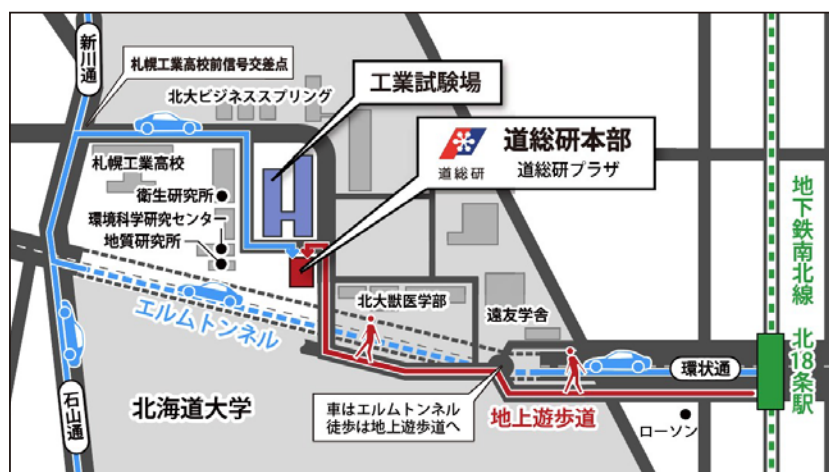 新川通
札幌工業高校前信号交差点
北大ビジネススプリング
工業試験場
道総研
道総研本部
道総研プラザ
札幌工業高校
衛生研究所
環境科学研究センター
地質研究所
エルムトンネル
北大獣医学部
遠友学舎
環状通
地下鉄南北線 北18条駅
石山通
北海道大学
車はエルムトンネル
徒歩は地上遊歩道へ
地上遊歩道
ローソン